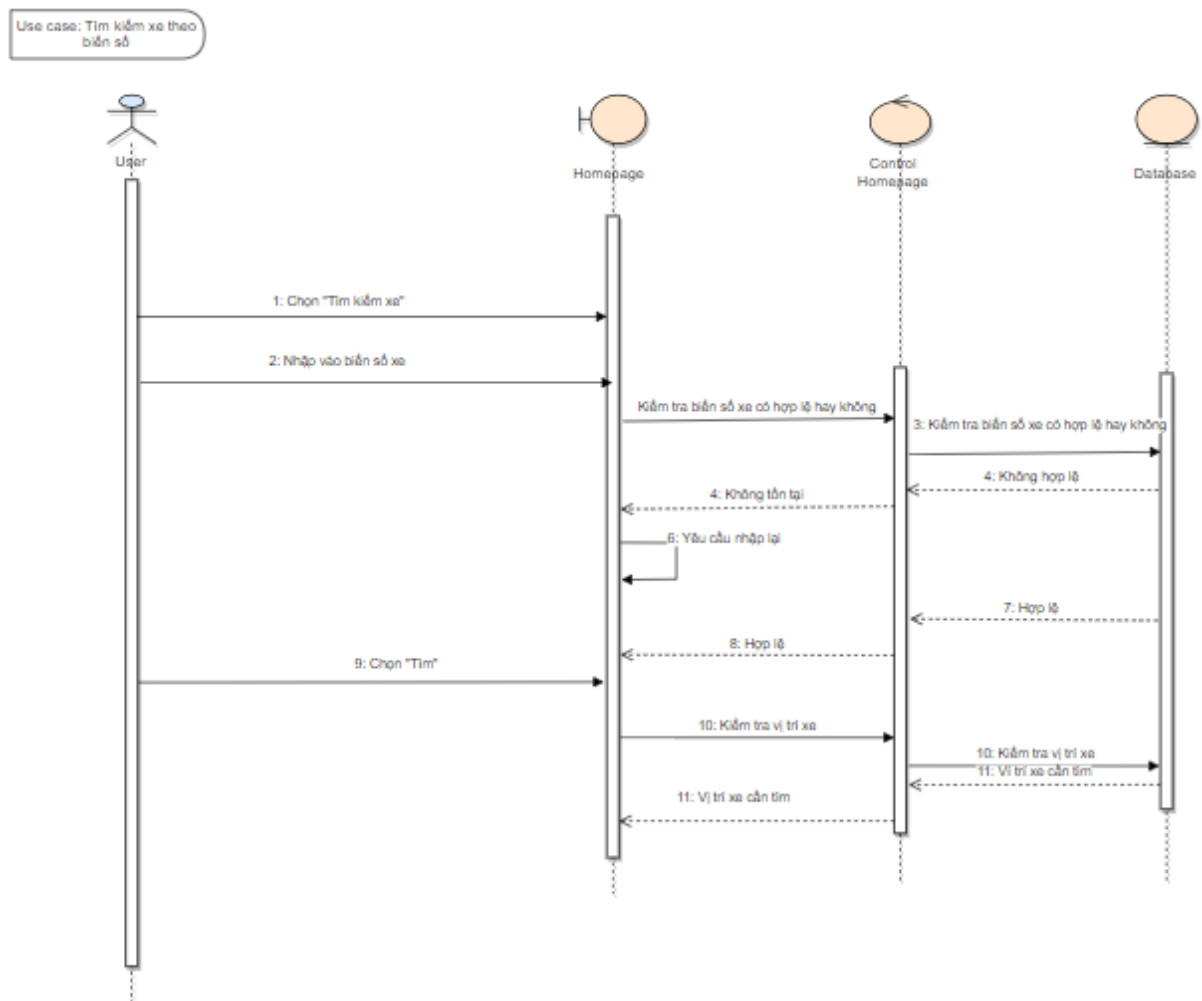 Use case: Tìm kiếm xe theo
biển số
User
Homepage
Control
Homepage
Database
1: Chọn "Tìm kiếm xe"
2: Nhập vào biển số xe
Kiểm tra biển số xe có hợp lệ hay không
3: Kiểm tra biển số xe có hợp lệ hay không
4: Không hợp lệ
4: Không tồn tại
6: Yêu cầu nhập lại
7: Hợp lệ
8: Hợp lệ
9: Chọn "Tìm"
10: Kiểm tra vị trí xe
10: Kiểm tra vị trí xe
11: Vị trí xe cần tìm
11: Vị trí xe cần tìm